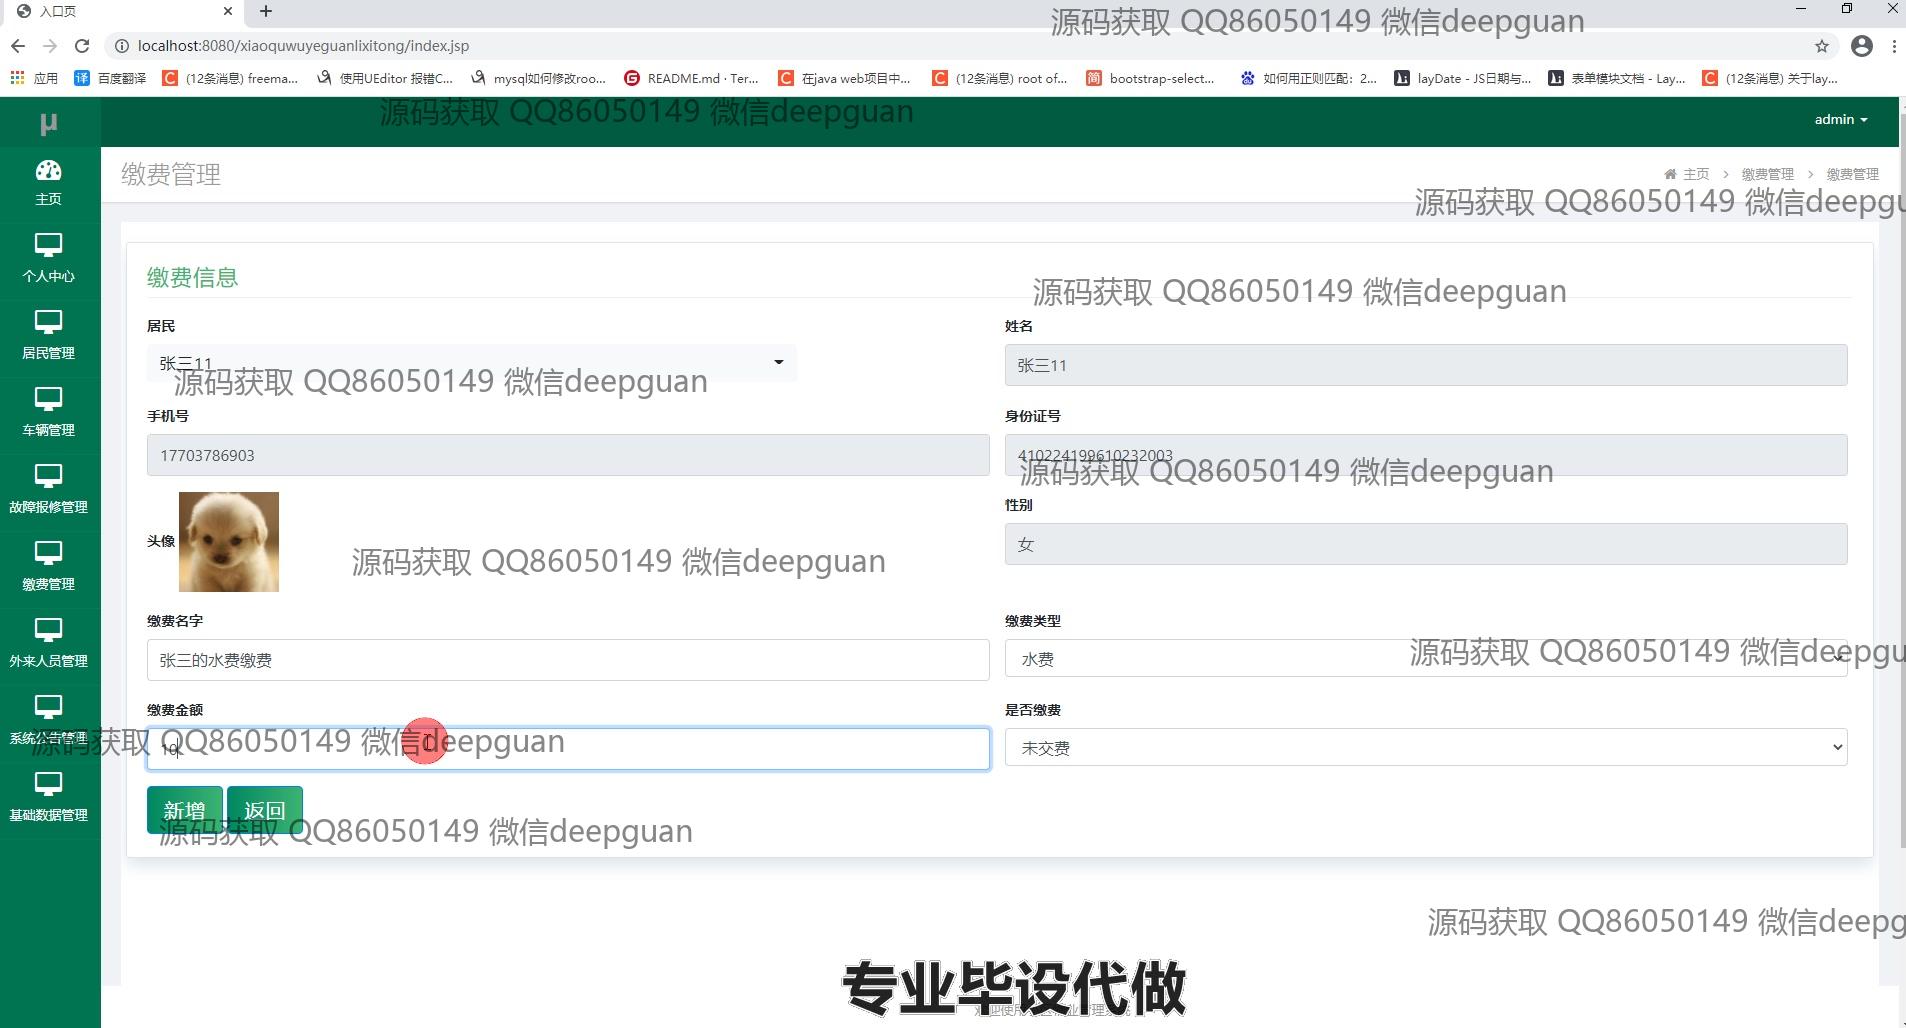 入口页
源码获取 QQ86050149 微信deepguan
localhost:8080/xiaoquwuyeguanlixitong/index.jsp
应用 百度翻译 (12条消息) freema... 使用UEditor 报错C... mysql如何修改roo... README.md · Ter... 在java web项目中... (12条消息) root of... bootstrap-select... 如何用正则匹配：2... layDate - JS日期与... 表单模块文档 - Lay... (12条消息) 关于lay...
源码获取 QQ86050149 微信deepguan
μ admin
缴费管理 主页 > 缴费管理 > 缴费管理
源码获取 QQ86050149 微信deepgu
主页
个人中心
居民管理
车辆管理
故障报修管理
缴费管理
外来人员管理
系统公告管理
基础数据管理
缴费信息
源码获取 QQ86050149 微信deepguan
居民 姓名
张三11 张三11
源码获取 QQ86050149 微信deepguan
手机号 身份证号
17703786903 410224199610232003
源码获取 QQ86050149 微信deepguan
头像 性别
女
源码获取 QQ86050149 微信deepguan
缴费名字 缴费类型
张三的水费缴费 水费
源码获取 QQ86050149 微信deepgu
缴费金额 是否缴费
10 未交费
源码获取 QQ86050149 微信deepguan
新增 返回
源码获取 QQ86050149 微信deepguan
源码获取 QQ86050149 微信deepg
专业毕设代做